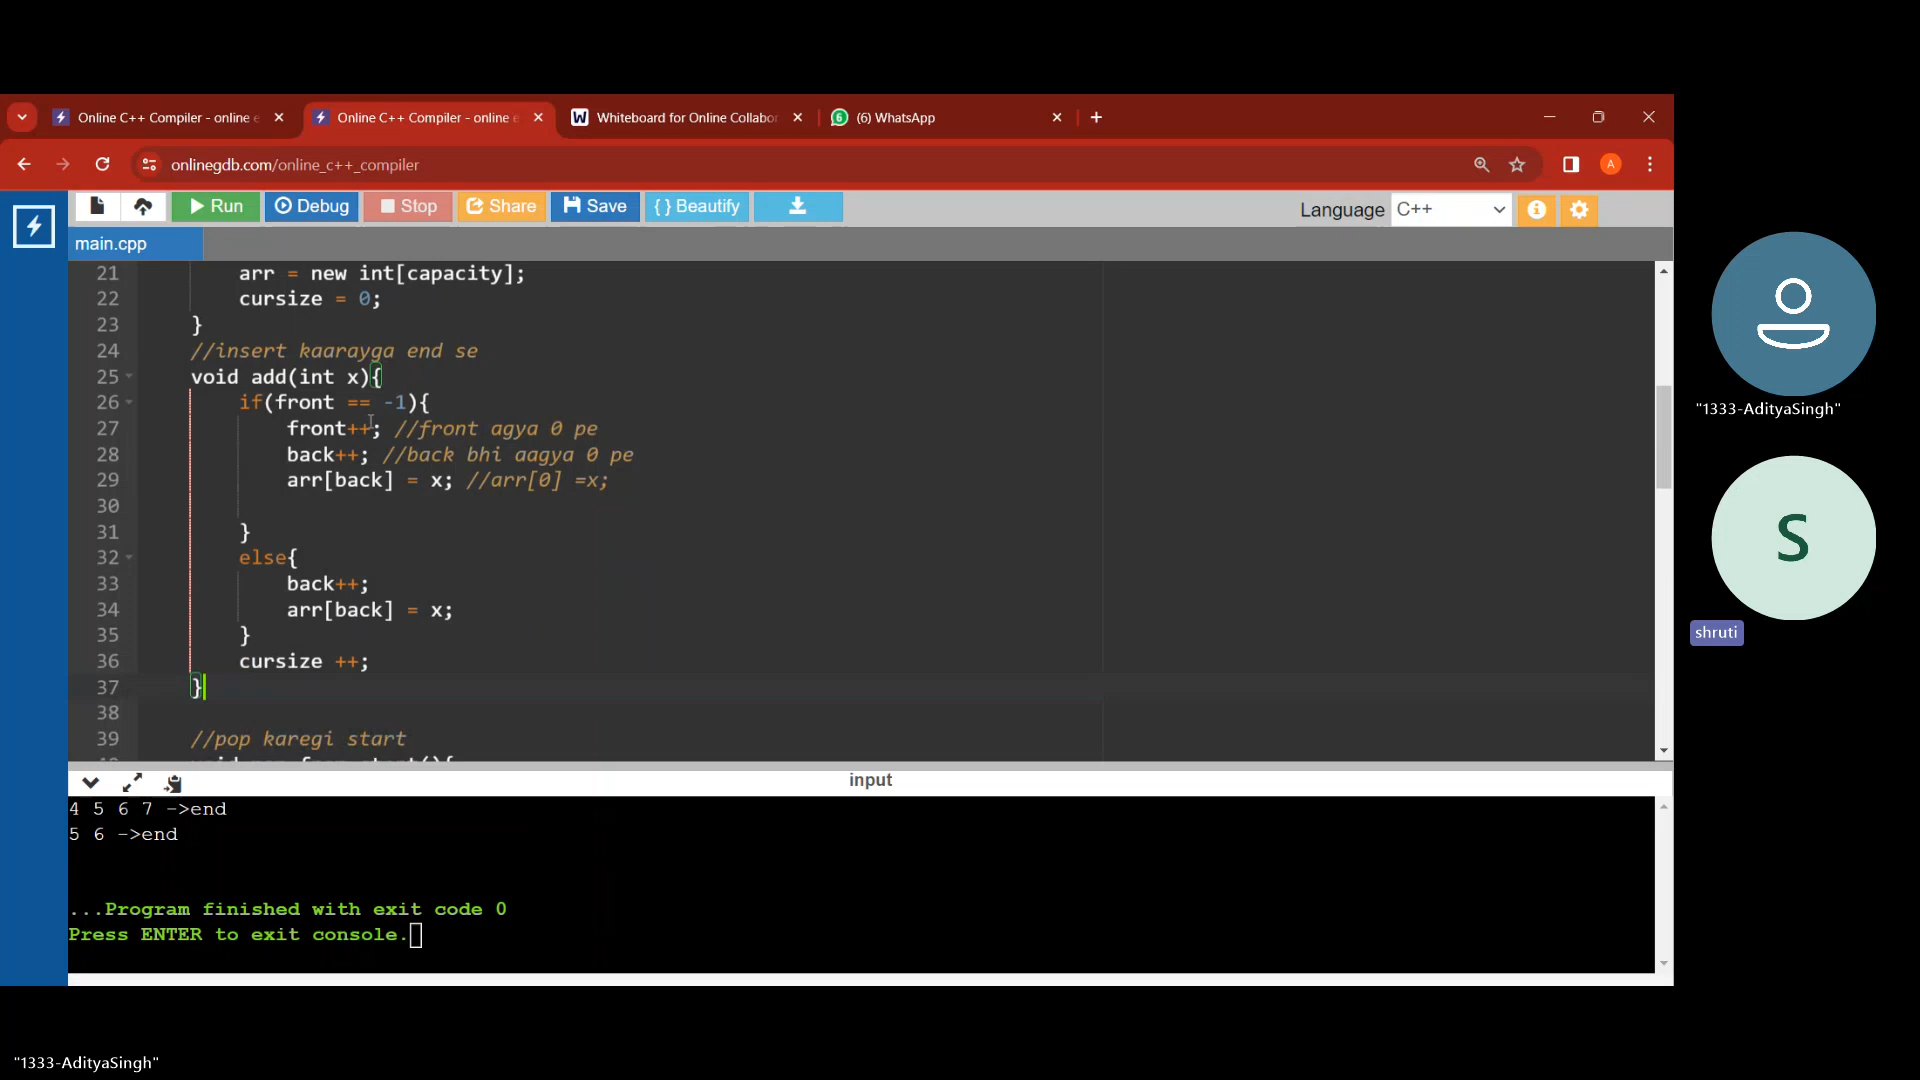 Online C++ Compiler - online e
Online C++ Compiler - online e
Whiteboard for Online Collabor
(6) WhatsApp
onlinegdb.com/online_c++_compiler
A
Run
Debug
Stop
Share
Save
{ } Beautify
Language C++
main.cpp
21 arr = new int[capacity];
22 cursize = 0;
23 }
24 //insert kaarayga end se
25 void add(int x){
26 if(front == -1){
27 front++; //front agya 0 pe
28 back++; //back bhi aagya 0 pe
29 arr[back] = x; //arr[0] =x;
30
31 }
32 else{
33 back++;
34 arr[back] = x;
35 }
36 cursize ++;
37 }
38
39 //pop karegi start
input
4 5 6 7 ->end
5 6 ->end
...Program finished with exit code 0
Press ENTER to exit console.
"1333-AdityaSingh"
S
shruti
"1333-AdityaSingh"